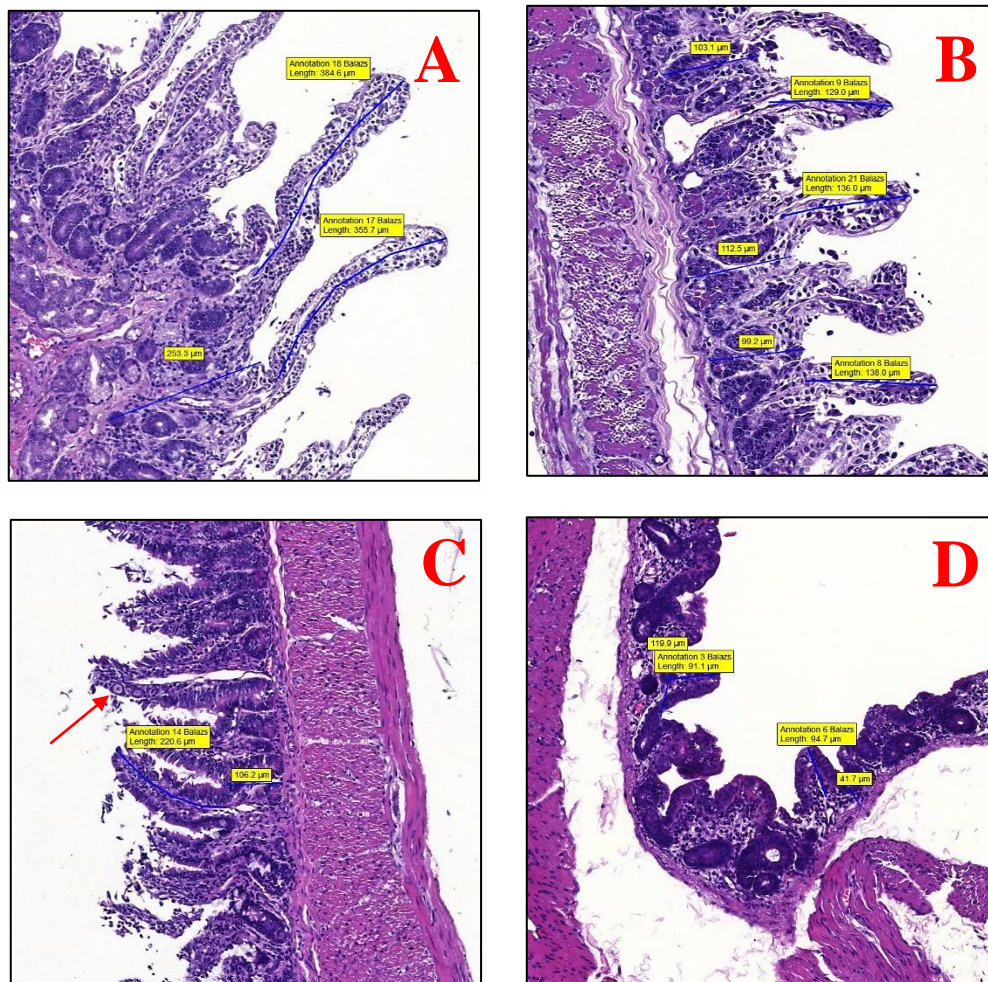 A
Annotation 18 Balazs
Length: 384.6 µm
Annotation 17 Balazs
Length: 355.7 µm
253.3 µm
B
103.1 µm
Annotation 9 Balazs
Length: 129.0 µm
Annotation 21 Balazs
Length: 136.0 µm
112.5 µm
99.2 µm
Annotation 8 Balazs
Length: 138.0 µm
C
Annotation 14 Balazs
Length: 220.6 µm
106.2 µm
D
119.9 µm
Annotation 3 Balazs
Length: 91.1 µm
Annotation 6 Balazs
Length: 94.7 µm
41.7 µm